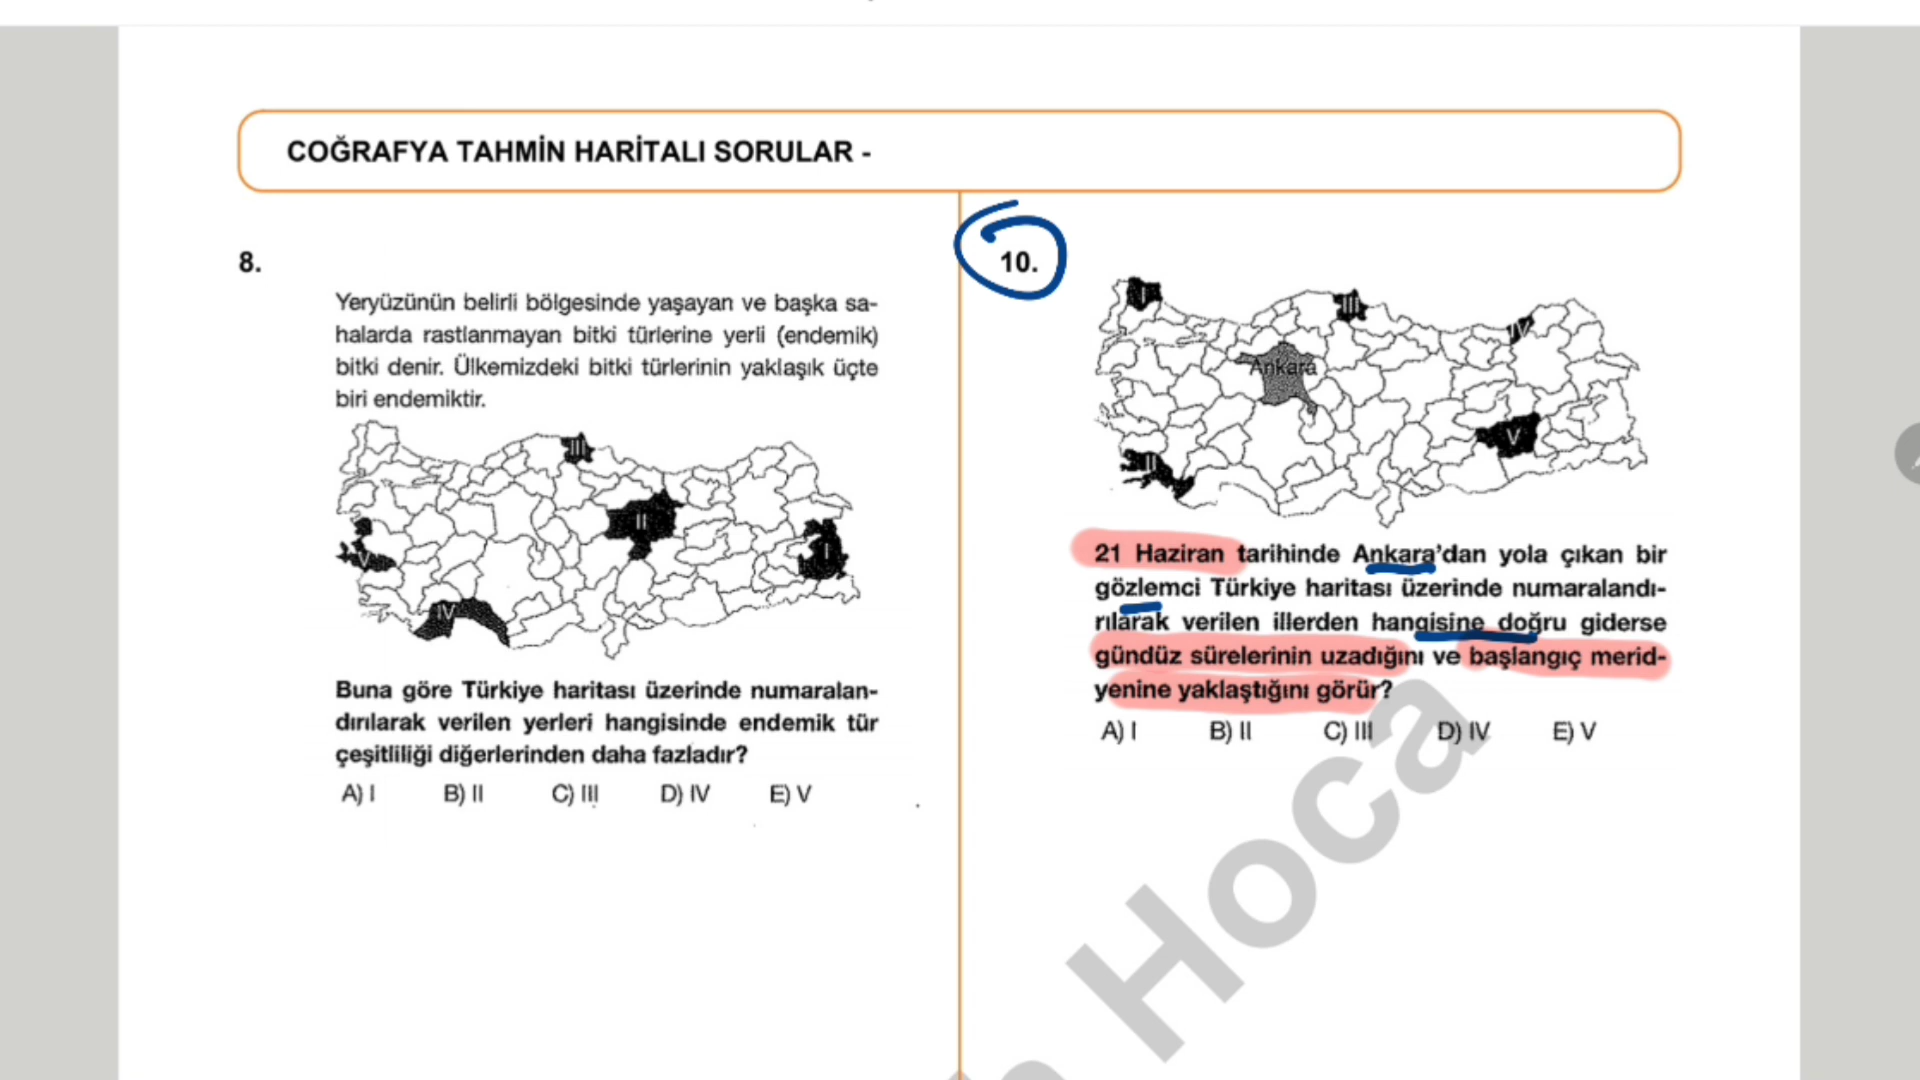 COĞRAFYA TAHMİN HARİTALI SORULAR -
8.
Yeryüzünün belirli bölgesinde yaşayan ve başka sa-
halarda rastlanmayan bitki türlerine yerli (endemik)
bitki denir. Ülkemizdeki bitki türlerinin yaklaşık üçte
biri endemiktir.
III
II
I
V
IV
Buna göre Türkiye haritası üzerinde numaralan-
dırılarak verilen yerleri hangisinde endemik tür
çeşitliliği diğerlerinden daha fazladır?
A) I B) II C) III D) IV E) V
10.
I
III
IV
Ankara
V
II
21 Haziran tarihinde Ankara'dan yola çıkan bir
gözlemci Türkiye haritası üzerinde numaralandı-
rılarak verilen illerden hangisine doğru giderse
gündüz sürelerinin uzadığını ve başlangıç merid-
yenine yaklaştığını görür?
A) I B) II C) III D) IV E) V
Hoca